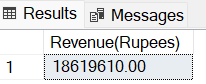 Results Messages
Revenue(Rupees)
1 18619610.00